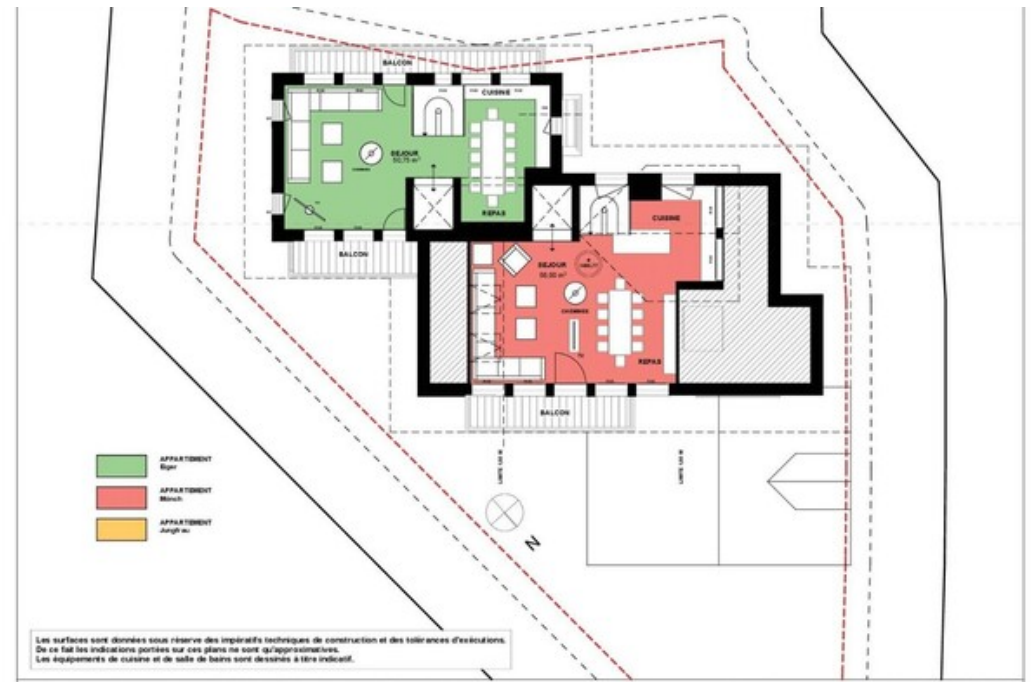 BALCON
CUISINE
SEJOUR
50,75 m²
REPAS
BALCON
CUISINE
SEJOUR
CHEMINEE
REPAS
BALCON
N
APPARTEMENT
Eiger
APPARTEMENT
Mönch
APPARTEMENT
Jungfrau
Les surfaces sont données sous réserve des impératifs techniques de construction et des tolérances d'exécutions.
De ce fait les indications portées sur ces plans ne sont qu'approximatives.
Les équipements de cuisine et de salle de bains sont dessinés à titre indicatif.